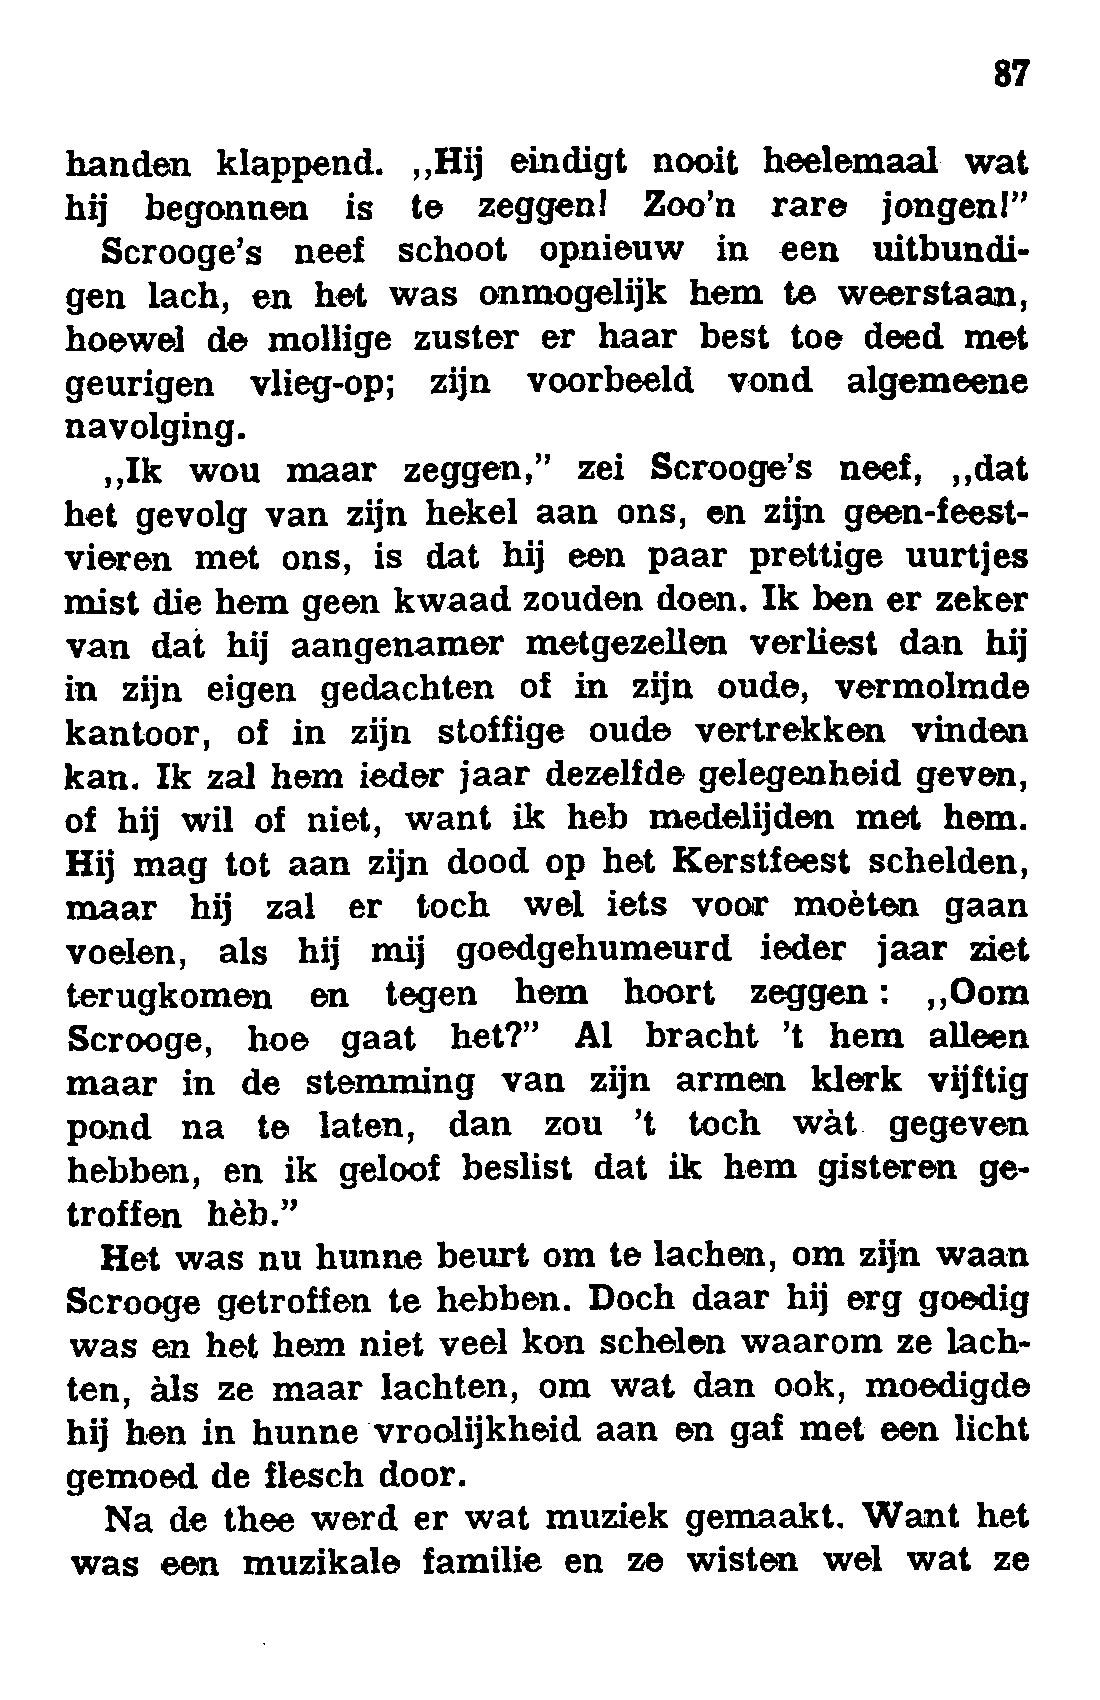 87
handen klappend. ,,Hij eindigt nooit heelemaal wat
hij begonnen is te zeggen! Zoo'n rare jongen!”
Scrooge's neef schoot opnieuw in een uitbundi-
gen lach, en het was onmogelijk hem te weerstaan,
hoewel de mollige zuster er haar best toe deed met
geurigen vlieg-op; zijn voorbeeld vond algemeene
navolging.
,,Ik wou maar zeggen,” zei Scrooge's neef, ,,dat
het gevolg van zijn hekel aan ons, en zijn geen-feest-
vieren met ons, is dat hij een paar prettige uurtjes
mist die hem geen kwaad zouden doen. Ik ben er zeker
van dat hij aangenamer metgezellen verliest dan hij
in zijn eigen gedachten of in zijn oude, vermolmde
kantoor, of in zijn stoffige oude vertrekken vinden
kan. Ik zal hem ieder jaar dezelfde gelegenheid geven,
of hij wil of niet, want ik heb medelijden met hem.
Hij mag tot aan zijn dood op het Kerstfeest schelden,
maar hij zal er toch wel iets voor moèten gaan
voelen, als hij mij goedgehumeurd ieder jaar ziet
terugkomen en tegen hem hoort zeggen: ,,Oom
Scrooge, hoe gaat het?” Al bracht 't hem alleen
maar in de stemming van zijn armen klerk vijftig
pond na te laten, dan zou 't toch wàt gegeven
hebben, en ik geloof beslist dat ik hem gisteren ge-
troffen hèb.”
Het was nu hunne beurt om te lachen, om zijn waan
Scrooge getroffen te hebben. Doch daar hij erg goedig
was en het hem niet veel kon schelen waarom ze lach-
ten, àls ze maar lachten, om wat dan ook, moedigde
hij hen in hunne vroolijkheid aan en gaf met een licht
gemoed de flesch door.
Na de thee werd er wat muziek gemaakt. Want het
was een muzikale familie en ze wisten wel wat ze